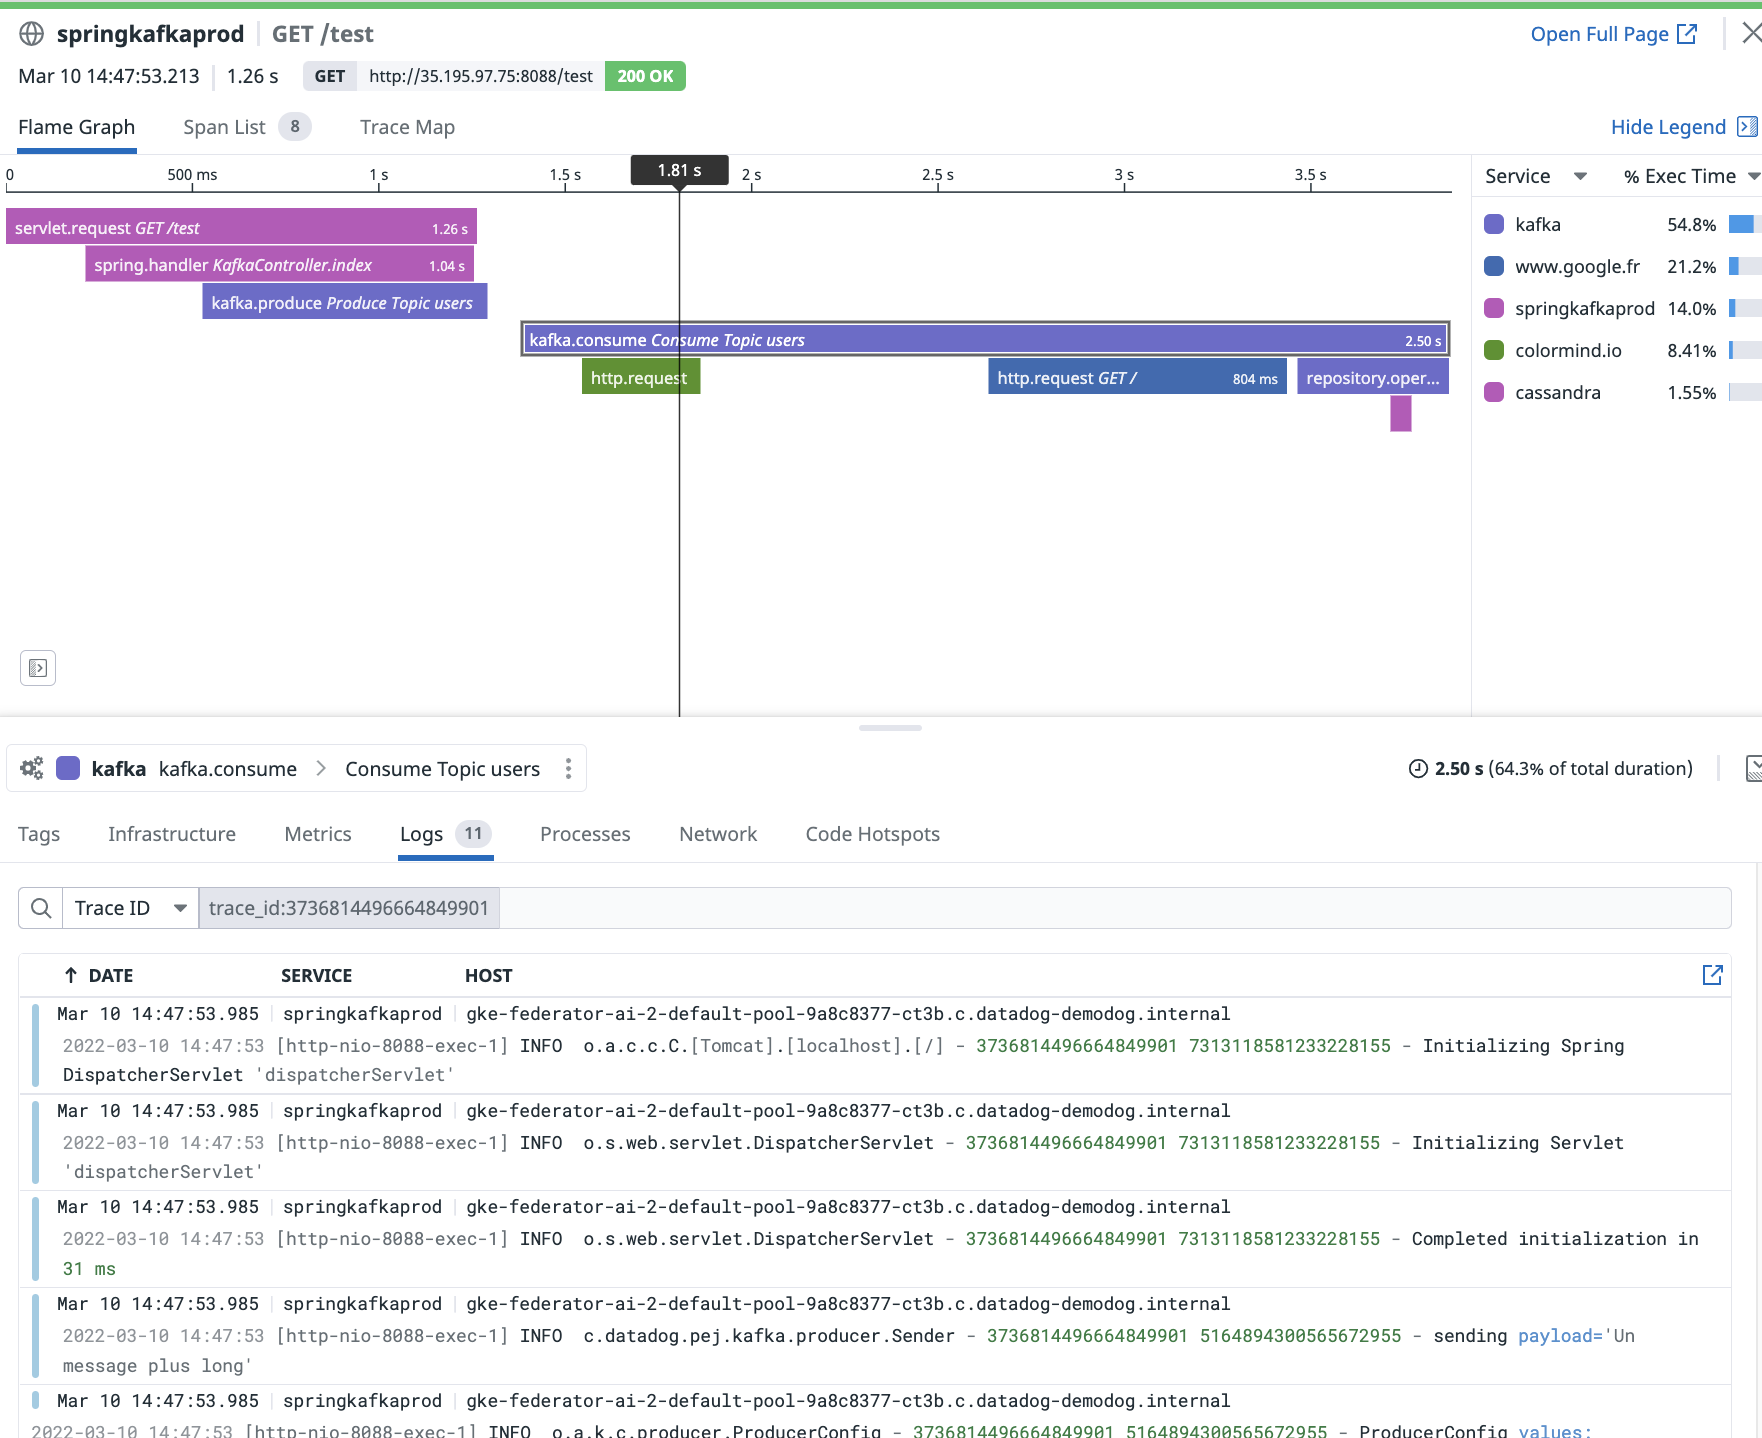 springkafkaprod GET /test
Open Full Page
Mar 10 14:47:53.213 1.26 s GET http://35.195.97.75:8088/test 200 OK
Flame Graph Span List 8 Trace Map
Hide Legend
0 500 ms 1 s 1.5 s 1.81 s 2 s 2.5 s 3 s 3.5 s
Service % Exec Time
servlet.request GET /test 1.26 s
spring.handler KafkaController.index 1.04 s
kafka.produce Produce Topic users
kafka.consume Consume Topic users 2.50 s
http.request
http.request GET / 804 ms
repository.oper...
kafka 54.8%
www.google.fr 21.2%
springkafkaprod 14.0%
colormind.io 8.41%
cassandra 1.55%
kafka kafka.consume Consume Topic users
2.50 s (64.3% of total duration)
Tags Infrastructure Metrics Logs 11 Processes Network Code Hotspots
Trace ID trace_id:3736814496664849901
DATE SERVICE HOST
Mar 10 14:47:53.985 springkafkaprod gke-federator-ai-2-default-pool-9a8c8377-ct3b.c.datadog-demodog.internal
2022-03-10 14:47:53 [http-nio-8088-exec-1] INFO o.a.c.c.C.[Tomcat].[localhost].[/] - 3736814496664849901 7313118581233228155 - Initializing Spring
DispatcherServlet 'dispatcherServlet'
Mar 10 14:47:53.985 springkafkaprod gke-federator-ai-2-default-pool-9a8c8377-ct3b.c.datadog-demodog.internal
2022-03-10 14:47:53 [http-nio-8088-exec-1] INFO o.s.web.servlet.DispatcherServlet - 3736814496664849901 7313118581233228155 - Initializing Servlet
'dispatcherServlet'
Mar 10 14:47:53.985 springkafkaprod gke-federator-ai-2-default-pool-9a8c8377-ct3b.c.datadog-demodog.internal
2022-03-10 14:47:53 [http-nio-8088-exec-1] INFO o.s.web.servlet.DispatcherServlet - 3736814496664849901 7313118581233228155 - Completed initialization in
31 ms
Mar 10 14:47:53.985 springkafkaprod gke-federator-ai-2-default-pool-9a8c8377-ct3b.c.datadog-demodog.internal
2022-03-10 14:47:53 [http-nio-8088-exec-1] INFO c.datadog.pej.kafka.producer.Sender - 3736814496664849901 5164894300565672955 - sending payload='Un
message plus long'
Mar 10 14:47:53.985 springkafkaprod gke-federator-ai-2-default-pool-9a8c8377-ct3b.c.datadog-demodog.internal
2022-03-10 14:47:53 [http-nio-8088-exec-1] INFO o.a.k.c.producer.ProducerConfig - 3736814496664849901 5164894300565672955 - ProducerConfig values: